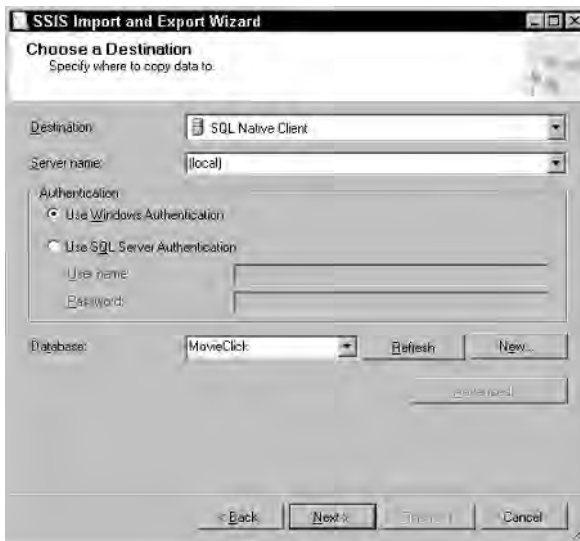 SSIS Import and Export Wizard
Choose a Destination
Specify where to copy data to.
Destination:
SQL Native Client
Server name:
(local)
Authentication
Use Windows Authentication
Use SQL Server Authentication
User name:
Password:
Database:
MovieClick
Refresh
New...
Advanced...
< Back
Next >
Cancel